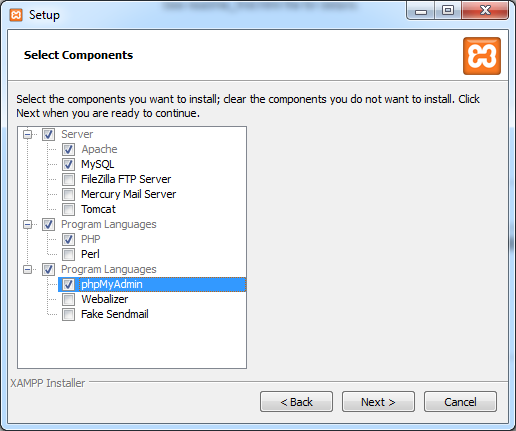 Setup
Select Components
Select the components you want to install; clear the components you do not want to install. Click
Next when you are ready to continue.
Server
Apache
MySQL
FileZilla FTP Server
Mercury Mail Server
Tomcat
Program Languages
PHP
Perl
Program Languages
phpMyAdmin
Webalizer
Fake Sendmail
XAMPP Installer
< Back
Next >
Cancel